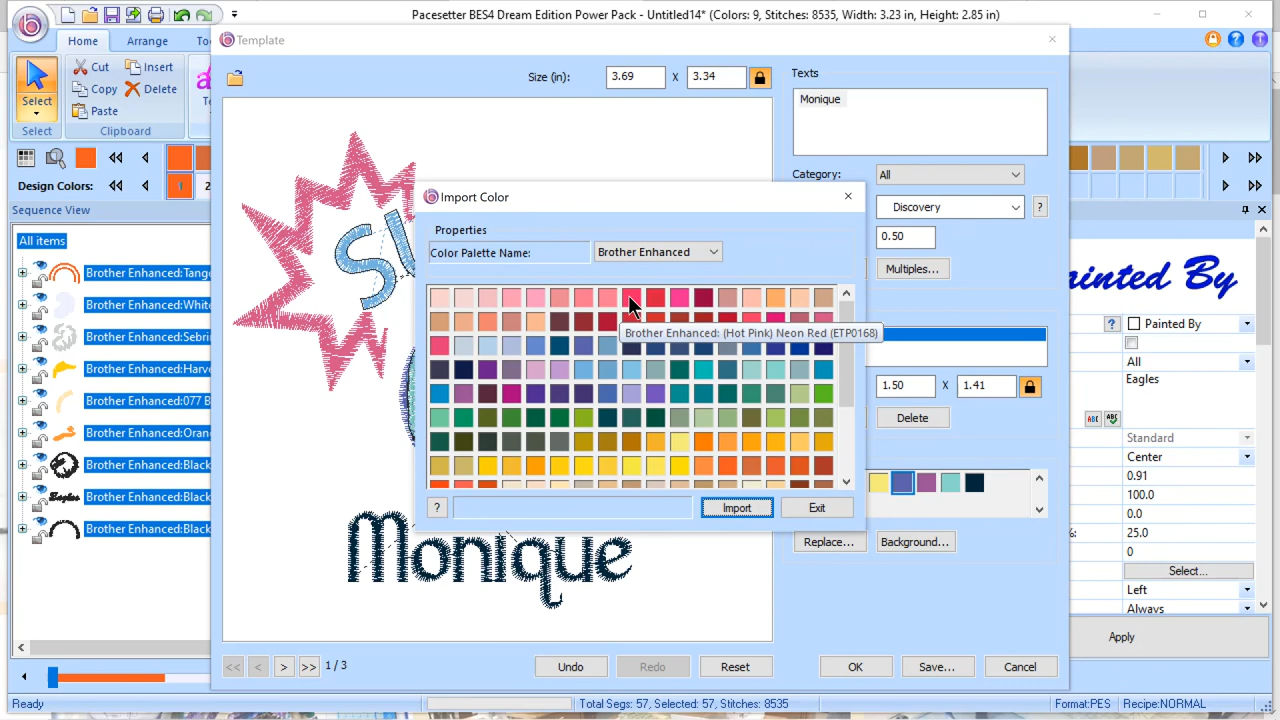 Pacesetter BES4 Dream Edition Power Pack - Untitled14* (Colors: 9, Stitches: 8535, Width: 3.23 in, Height: 2.85 in)
Home
Arrange
Select
Select
Cut
Copy
Paste
Insert
Delete
Clipboard
Design Colors:
1
2
Sequence View
All items
Brother Enhanced:Tange
Brother Enhanced:White
Brother Enhanced:Sebri
Brother Enhanced:Harve
Brother Enhanced:077 B
Brother Enhanced:Oran
Brother Enhanced:Black
Brother Enhanced:Black
Eagles
Brother Enhanced:Black
Template
Size (in):
3.69
X
3.34
Monique
<<
<
>
>>
1 / 3
Undo
Redo
Reset
OK
Save...
Cancel
Texts
Monique
Category:
All
Discovery
?
0.50
Multiples...
1.50
X
1.41
Delete
Replace...
Background...
Import Color
Properties
Color Palette Name:
Brother Enhanced
Brother Enhanced: (Hot Pink) Neon Red (ETP0168)
?
Import
Exit
ainted By
?
Painted By
All
Eagles
ABC
ABC
Standard
Center
0.91
100.0
0.0
%:
25.0
0
Select...
Left
Always
Apply
Ready
Total Segs: 57, Selected: 57, Stitches: 8535
Format:PES
Recipe:NORMAL